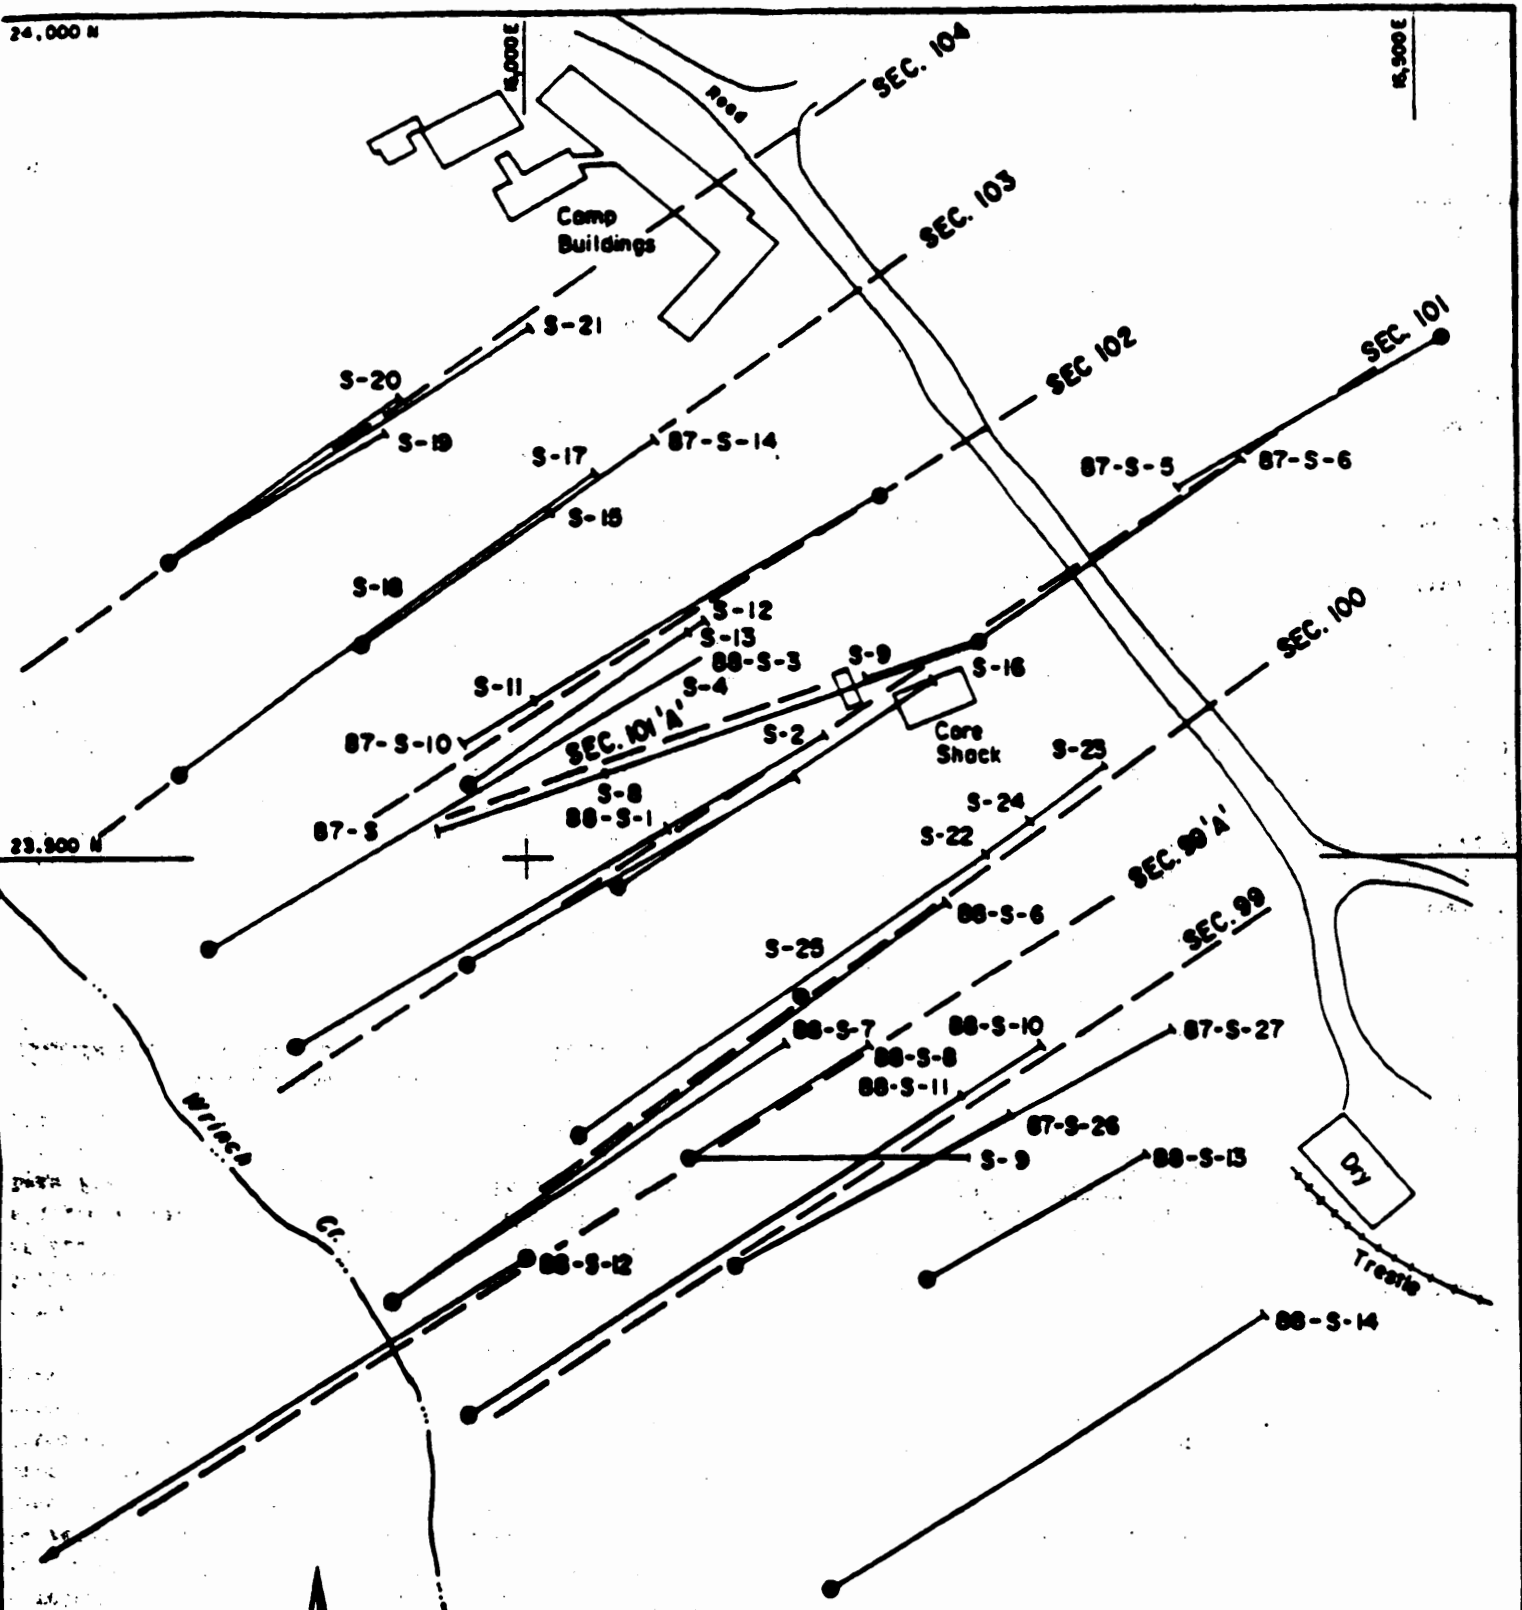 24,000 N
16,000 E
16,500 E
SEC. 104
Road
SEC. 103
Camp
Buildings
S-21
SEC. 101
SEC 102
S-20
S-19
87-S-14
S-17
87-S-5
87-S-6
S-15
S-18
SEC. 100
S-12
S-13
88-S-3
S-9
S-16
S-11
S-4
SEC. 101 'A'
Core
Shack
87-S-10
S-2
S-23
S-8
S-24
88-S-1
87-S
S-22
SEC. 99 'A'
23,500 N
88-S-6
SEC. 99
S-25
88-S-7
88-S-10
87-S-27
88-S-8
88-S-11
Wrinch
87-S-26
S-9
88-S-13
Dry
Cr.
88-S-12
Trestle
88-S-14